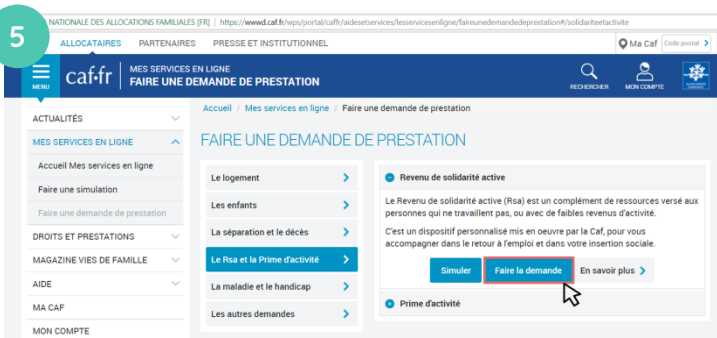 5
NATIONALE DES ALLOCATIONS FAMILIALES [FR] https://wwwd.caf.fr/wps/portal/caffr/aidesetservices/lesservicesenligne/faireunedemandedeprestation#/solidariteetactivite
ALLOCATAIRES PARTENAIRES PRESSE ET INSTITUTIONNEL Ma Caf Code postal
MENU
caf.fr
MES SERVICES EN LIGNE
FAIRE UNE DEMANDE DE PRESTATION
RECHERCHER MON COMPTE
Accueil / Mes services en ligne / Faire une demande de prestation
ACTUALITÉS
MES SERVICES EN LIGNE
Accueil Mes services en ligne
Faire une simulation
Faire une demande de prestation
DROITS ET PRESTATIONS
MAGAZINE VIES DE FAMILLE
AIDE
MA CAF
MON COMPTE
FAIRE UNE DEMANDE DE PRESTATION
Le logement
Les enfants
La séparation et le décès
Le Rsa et la Prime d'activité
La maladie et le handicap
Les autres demandes
Revenu de solidarité active
Le Revenu de solidarité active (Rsa) est un complément de ressources versé aux
personnes qui ne travaillent pas, ou avec de faibles revenus d'activité.
C'est un dispositif personnalisé mis en oeuvre par la Caf, pour vous
accompagner dans le retour à l'emploi et dans votre insertion sociale.
Simuler Faire la demande En savoir plus
Prime d'activité